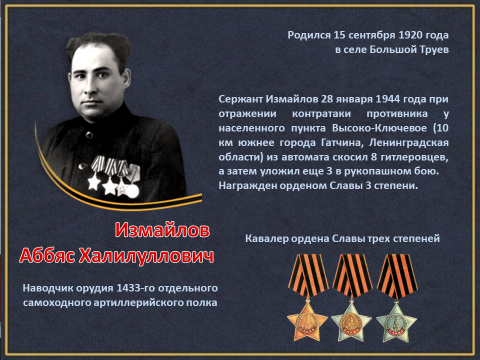 Родился 15 сентября 1920 года
в селе Большой Труев
Сержант Измайлов 28 января 1944 года при
отражении контратаки противника у
населенного пункта Высоко-Ключевое (10
км южнее города Гатчина, Ленинградская
области) из автомата скосил 8 гитлеровцев,
а затем уложил еще 3 в рукопашном бою.
Награжден орденом Славы 3 степени.
Измайлов
Аббяс Халилуллович
Кавалер ордена Славы трех степеней
Наводчик орудия 1433-го отдельного
самоходного артиллерийского полка